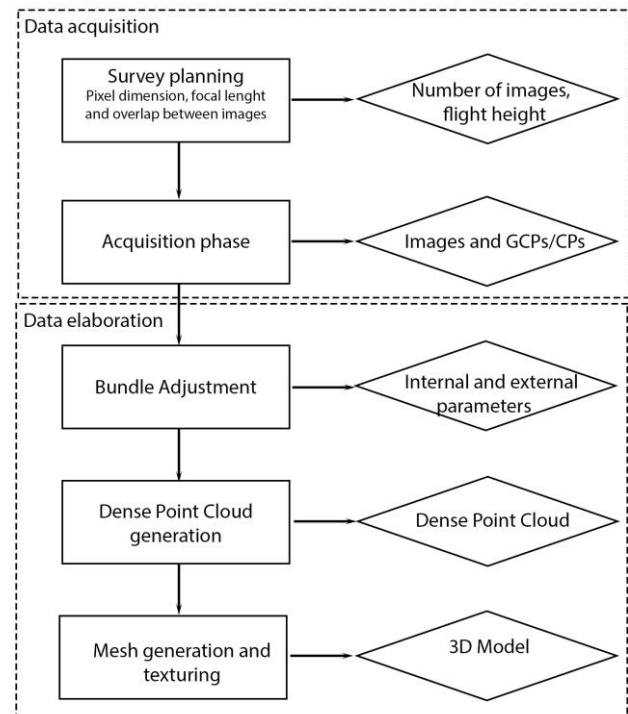 Data acquisition
Survey planning
Pixel dimension, focal lenght
and overlap between images
Number of images,
flight height
Acquisition phase
Images and GCPs/CPs
Data elaboration
Bundle Adjustment
Internal and external
parameters
Dense Point Cloud
generation
Dense Point Cloud
Mesh generation and
texturing
3D Model